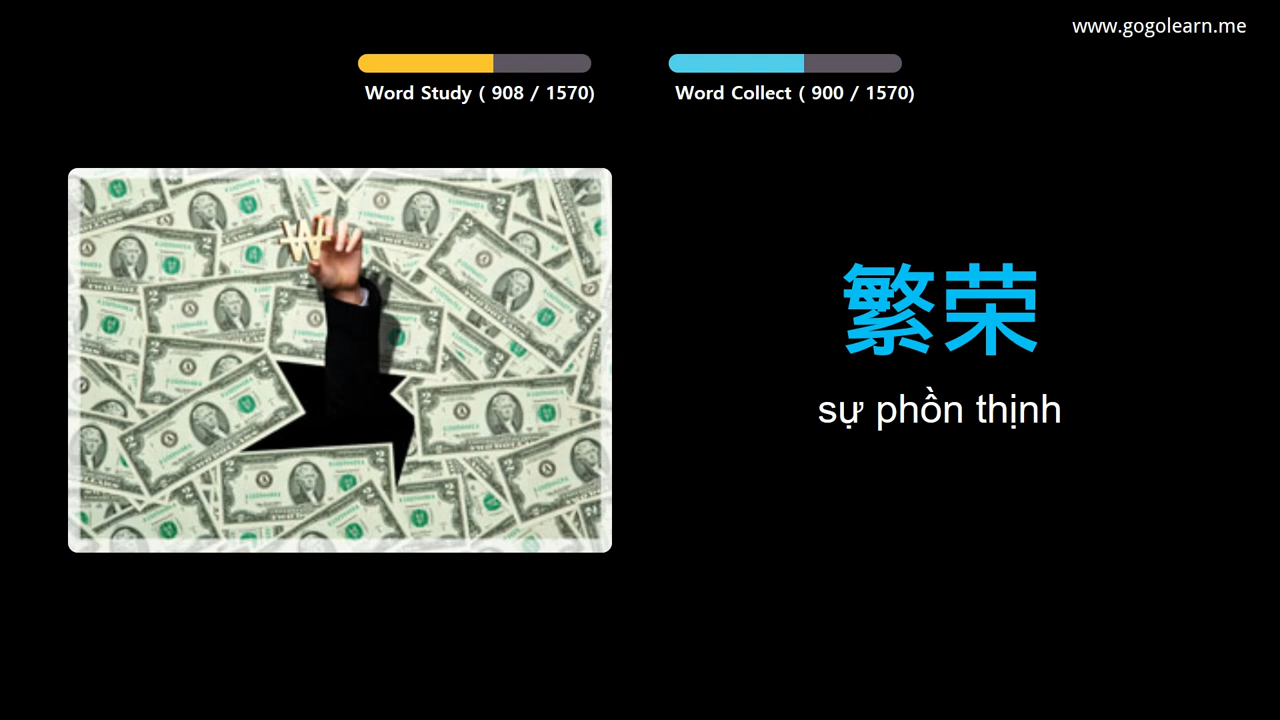 www.gogolearn.me
Word Study ( 908 / 1570)
Word Collect ( 900 / 1570)
繁荣
sự phồn thịnh